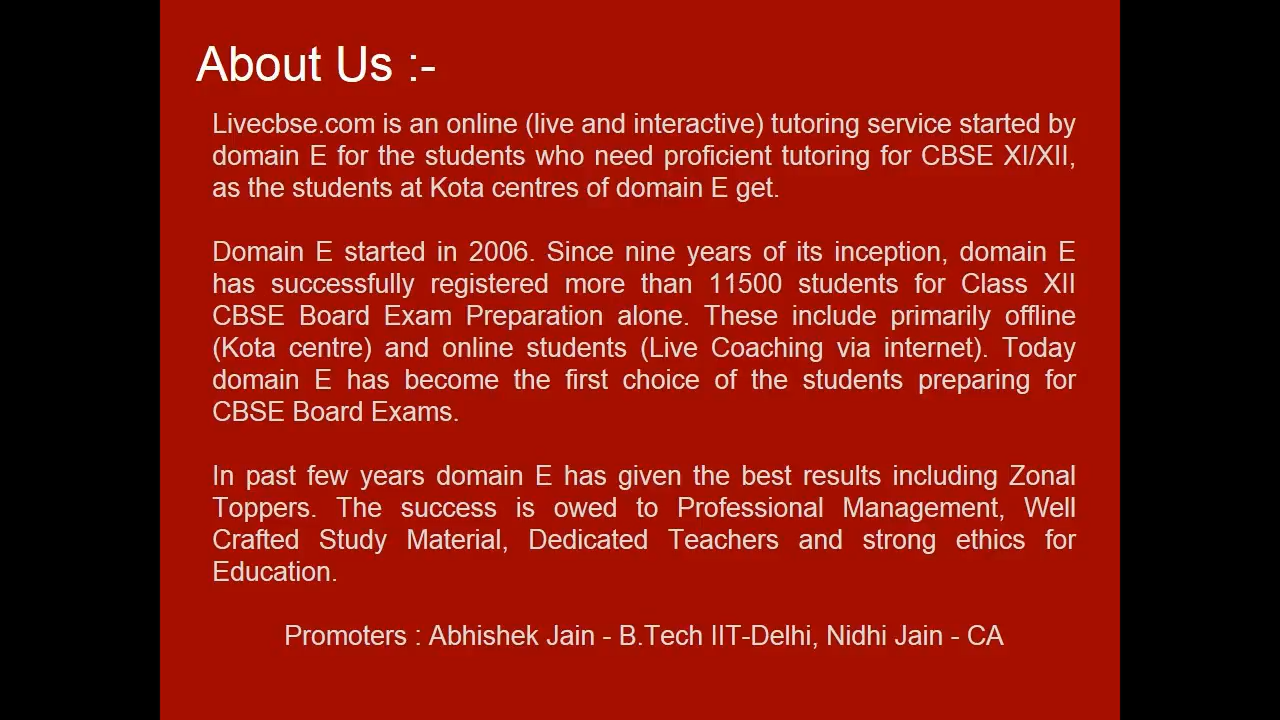 About Us :-
Livecbse.com is an online (live and interactive) tutoring service started by
domain E for the students who need proficient tutoring for CBSE XI/XII,
as the students at Kota centres of domain E get.
Domain E started in 2006. Since nine years of its inception, domain E
has successfully registered more than 11500 students for Class XII
CBSE Board Exam Preparation alone. These include primarily offline
(Kota centre) and online students (Live Coaching via internet). Today
domain E has become the first choice of the students preparing for
CBSE Board Exams.
In past few years domain E has given the best results including Zonal
Toppers. The success is owed to Professional Management, Well
Crafted Study Material, Dedicated Teachers and strong ethics for
Education.
Promoters : Abhishek Jain - B.Tech IIT-Delhi, Nidhi Jain - CA